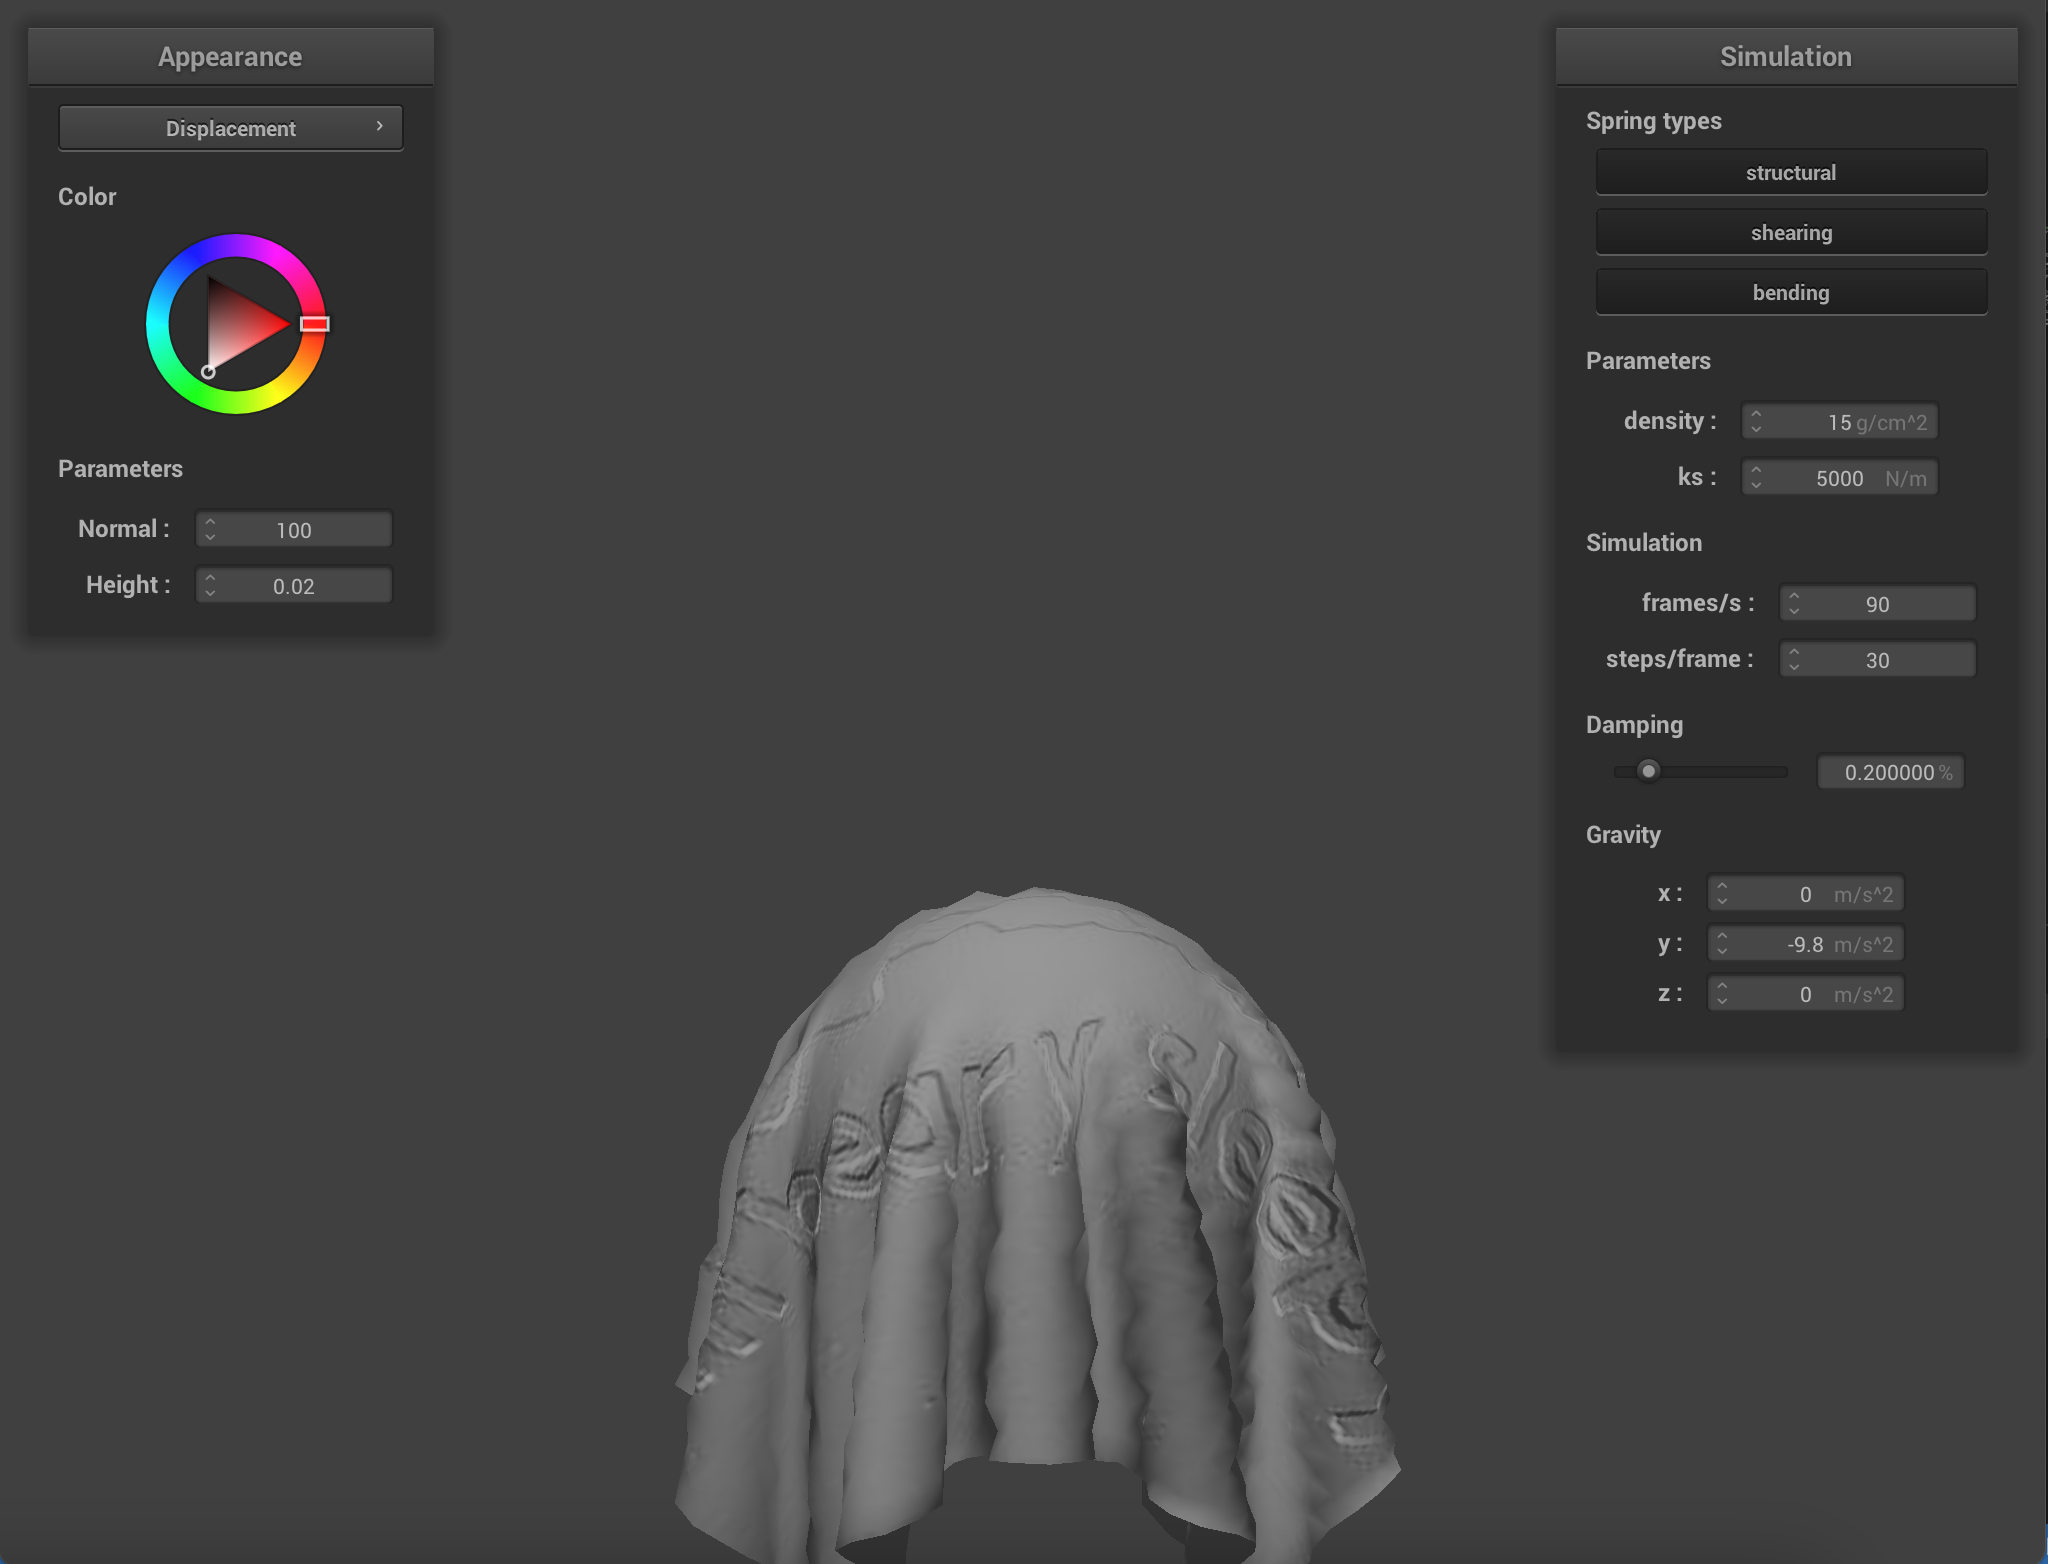 Appearance
Displacement
Color
Parameters
Normal : 100
Height : 0.02
Simulation
Spring types
structural
shearing
bending
Parameters
density : 15 g/cm^2
ks : 5000 N/m
Simulation
frames/s : 90
steps/frame : 30
Damping
0.200000 %
Gravity
x : 0 m/s^2
y : -9.8 m/s^2
z : 0 m/s^2